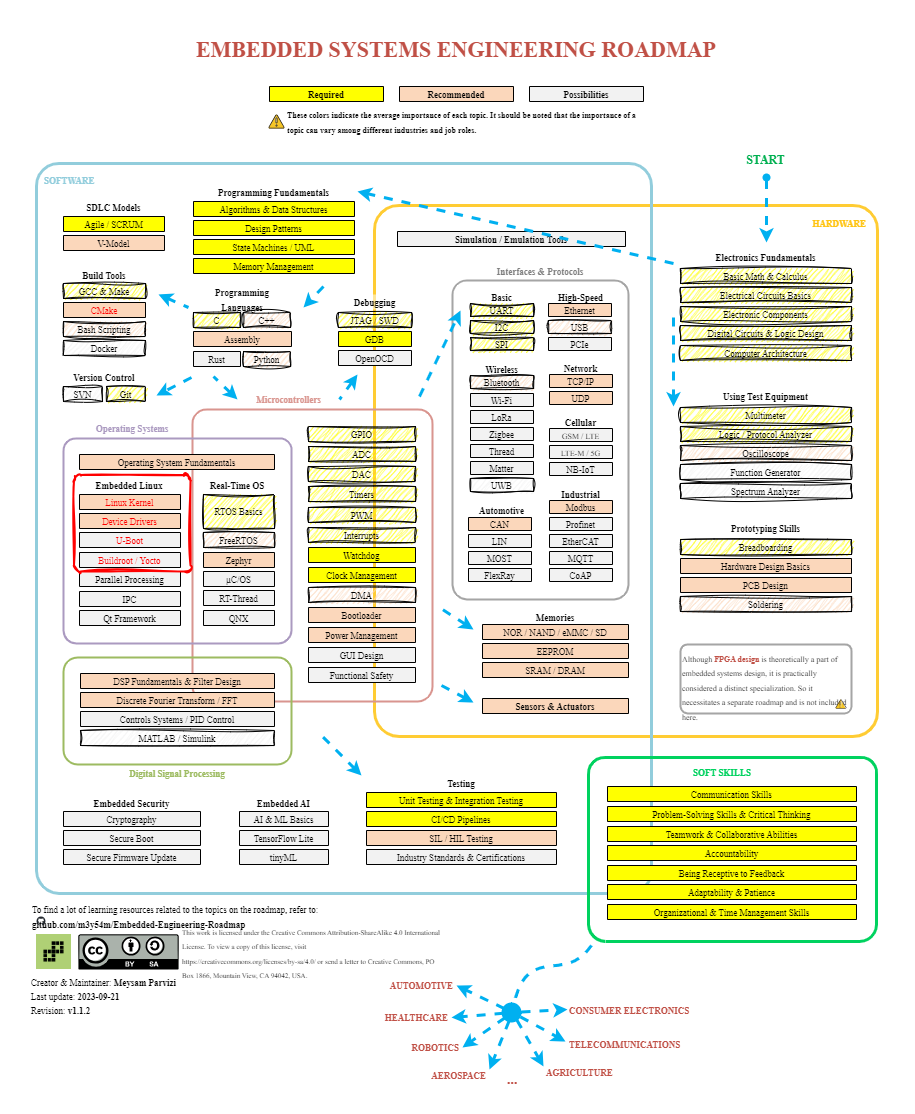 EMBEDDED SYSTEMS ENGINEERING ROADMAP
Required
Recommended
Possibilities
These colors indicate the average importance of each topic. It should be noted that the importance of a
topic can vary among different industries and job roles.
START
SOFTWARE
HARDWARE
SDLC Models
Agile / SCRUM
V-Model
Build Tools
GCC & Make
CMake
Bash Scripting
Docker
Version Control
SVN
Git
Programming Fundamentals
Algorithms & Data Structures
Design Patterns
State Machines / UML
Memory Management
Programming
Languages
C
C++
Assembly
Rust
Python
Debugging
JTAG / SWD
GDB
OpenOCD
Simulation / Emulation Tools
Interfaces & Protocols
Basic
UART
I2C
SPI
High-Speed
Ethernet
USB
PCIe
Wireless
Bluetooth
Wi-Fi
LoRa
Zigbee
Thread
Matter
UWB
Network
TCP/IP
UDP
Cellular
GSM / LTE
LTE-M / 5G
NB-IoT
Automotive
CAN
LIN
MOST
FlexRay
Industrial
Modbus
Profinet
EtherCAT
MQTT
CoAP
Electronics Fundamentals
Basic Math & Calculus
Electrical Circuits Basics
Electronic Components
Digital Circuits & Logic Design
Computer Architecture
Using Test Equipment
Multimeter
Logic / Protocol Analyzer
Oscilloscope
Function Generator
Spectrum Analyzer
Prototyping Skills
Breadboarding
Hardware Design Basics
PCB Design
Soldering
Although FPGA design is theoretically a part of
embedded systems design, it is practically
considered a distinct specialization. So it
necessitates a separate roadmap and is not included
here.
Microcontrollers
GPIO
ADC
DAC
Timers
PWM
Interrupts
Watchdog
Clock Management
DMA
Bootloader
Power Management
GUI Design
Functional Safety
Operating Systems
Operating System Fundamentals
Embedded Linux
Linux Kernel
Device Drivers
U-Boot
Buildroot / Yocto
Parallel Processing
IPC
Qt Framework
Real-Time OS
RTOS Basics
FreeRTOS
Zephyr
µC/OS
RT-Thread
QNX
Memories
NOR / NAND / eMMC / SD
EEPROM
SRAM / DRAM
Sensors & Actuators
DSP Fundamentals & Filter Design
Discrete Fourier Transform / FFT
Controls Systems / PID Control
MATLAB / Simulink
Digital Signal Processing
Embedded Security
Cryptography
Secure Boot
Secure Firmware Update
Embedded AI
AI & ML Basics
TensorFlow Lite
tinyML
Testing
Unit Testing & Integration Testing
CI/CD Pipelines
SIL / HIL Testing
Industry Standards & Certifications
SOFT SKILLS
Communication Skills
Problem-Solving Skills & Critical Thinking
Teamwork & Collaborative Abilities
Accountability
Being Receptive to Feedback
Adaptability & Patience
Organizational & Time Management Skills
To find a lot of learning resources related to the topics on the roadmap, refer to:
github.com/m3y54m/Embedded-Engineering-Roadmap
CC
BY SA
This work is licensed under the Creative Commons Attribution-ShareAlike 4.0 International
License. To view a copy of this license, visit
https://creativecommons.org/licenses/by-sa/4.0/ or send a letter to Creative Commons, PO
Box 1866, Mountain View, CA 94042, USA.
Creator & Maintainer: Meysam Parvizi
Last update: 2023-09-21
Revision: v1.1.2
AUTOMOTIVE
HEALTHCARE
ROBOTICS
AEROSPACE
...
CONSUMER ELECTRONICS
TELECOMMUNICATIONS
AGRICULTURE